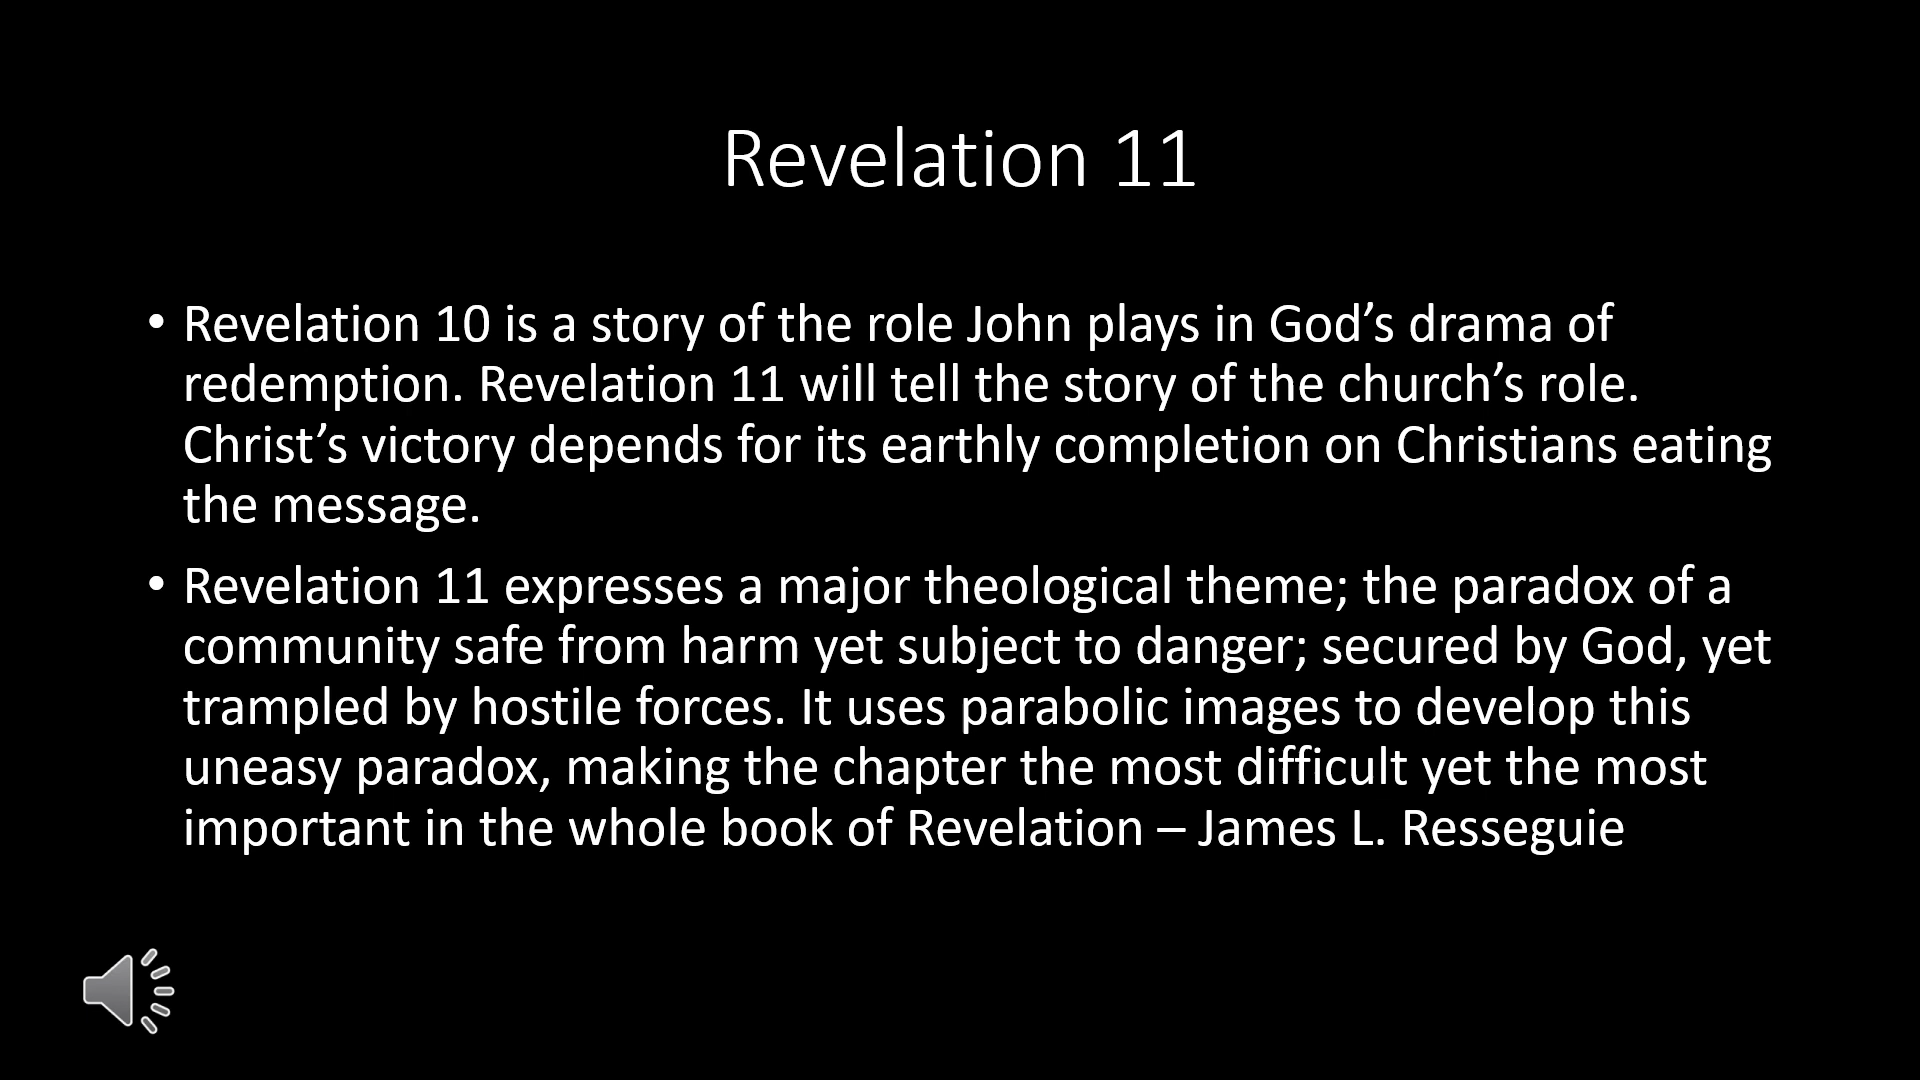 Revelation 11
• Revelation 10 is a story of the role John plays in God’s drama of
redemption. Revelation 11 will tell the story of the church’s role.
Christ’s victory depends for its earthly completion on Christians eating
the message.
• Revelation 11 expresses a major theological theme; the paradox of a
community safe from harm yet subject to danger; secured by God, yet
trampled by hostile forces. It uses parabolic images to develop this
uneasy paradox, making the chapter the most difficult yet the most
important in the whole book of Revelation – James L. Resseguie